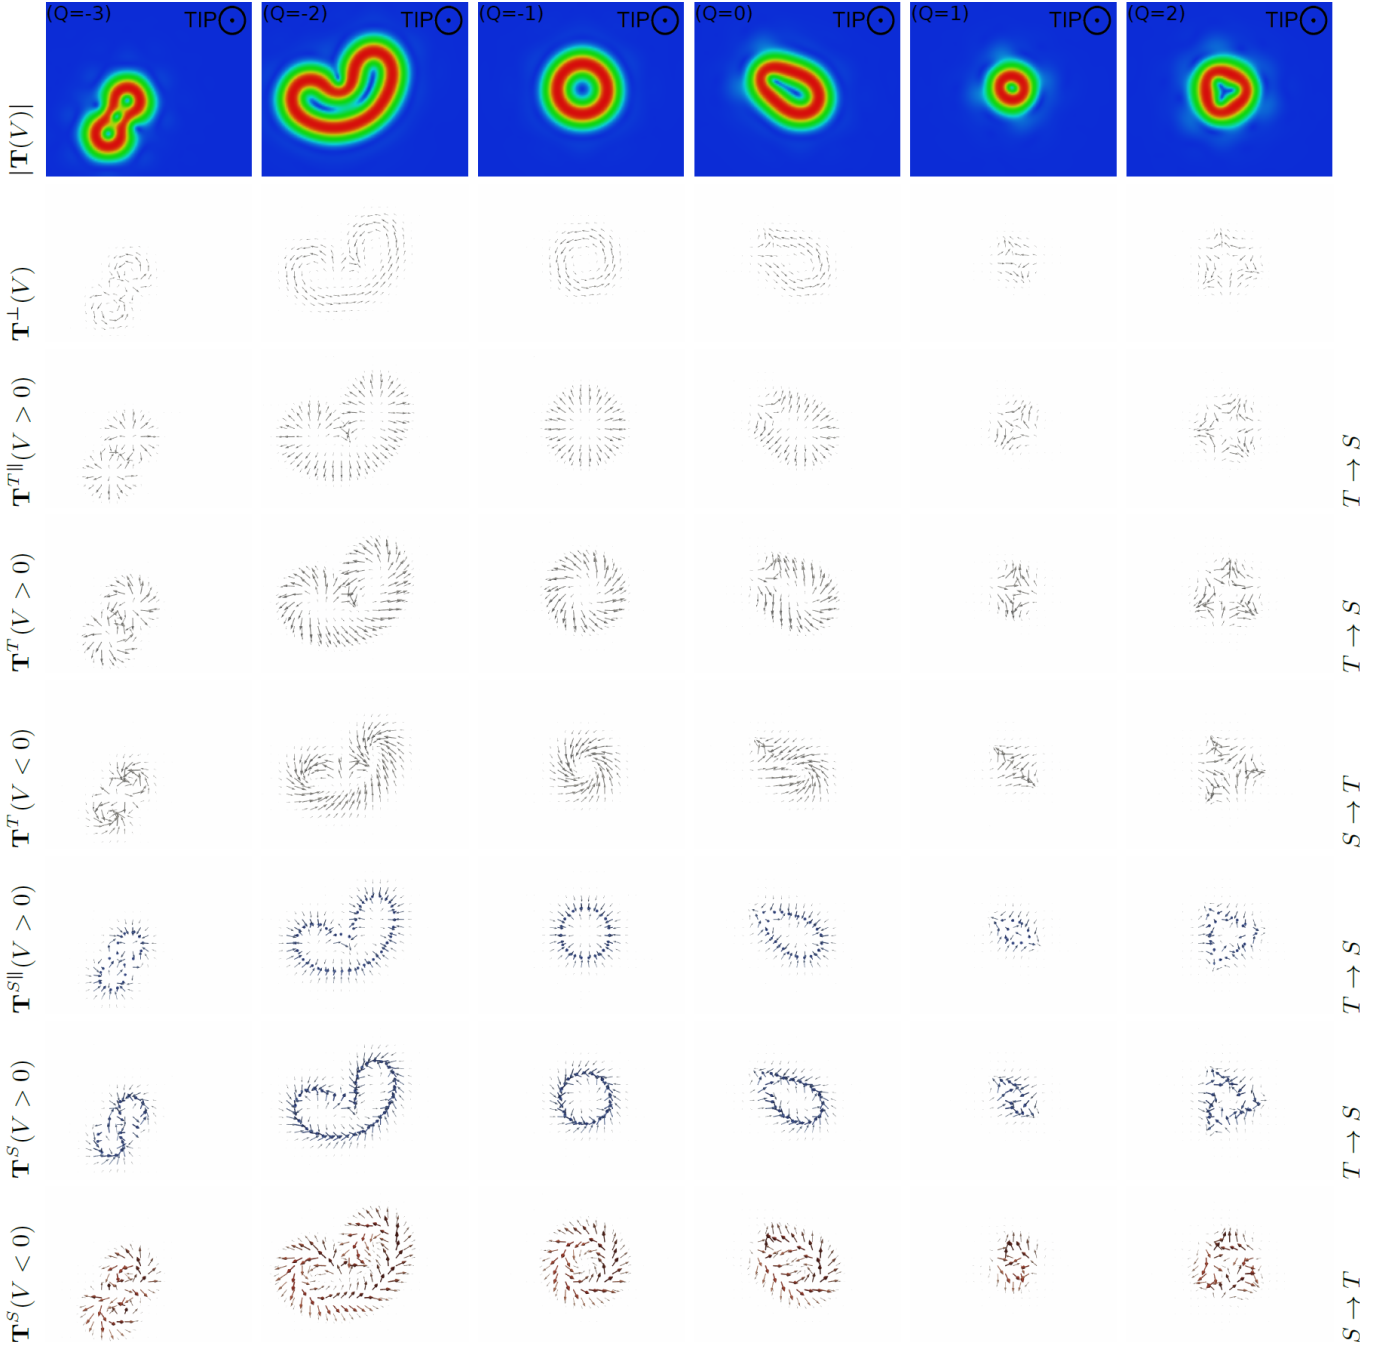 (Q=-3) TIP
(Q=-2) TIP
(Q=-1) TIP
(Q=0) TIP
(Q=1) TIP
(Q=2) TIP
|T(V)|
T^⊥(V)
T^{T∥}(V > 0)
T → S
T^T(V > 0)
T → S
T^T(V < 0)
S → T
T^{S∥}(V > 0)
T → S
T^S(V > 0)
T → S
T^S(V < 0)
S → T